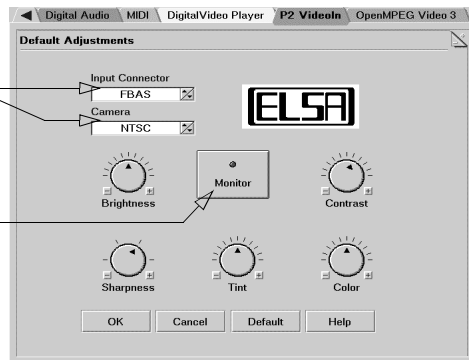 Digital Audio MIDI DigitalVideo Player P2 VideoIn OpenMPEG Video 3
Default Adjustments
Input Connector
FBAS
Camera
NTSC
ELSA
Monitor
Brightness
Contrast
Sharpness
Tint
Color
OK Cancel Default Help